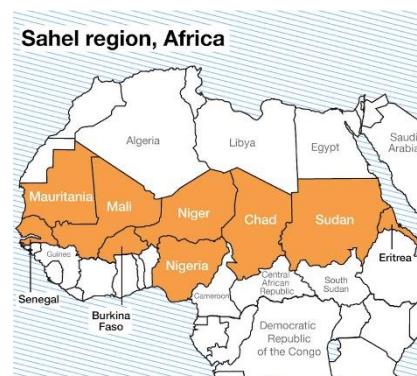 Sahel region, Africa
Algeria
Libya
Egypt
Saudi
Arabia
Mauritania
Mali
Niger
Chad
Sudan
Eritrea
Guinea
Nigeria
Senegal
Burkina
Faso
Cameroon
Central
African
Republic
South
Sudan
Democratic
Republic
of the Congo